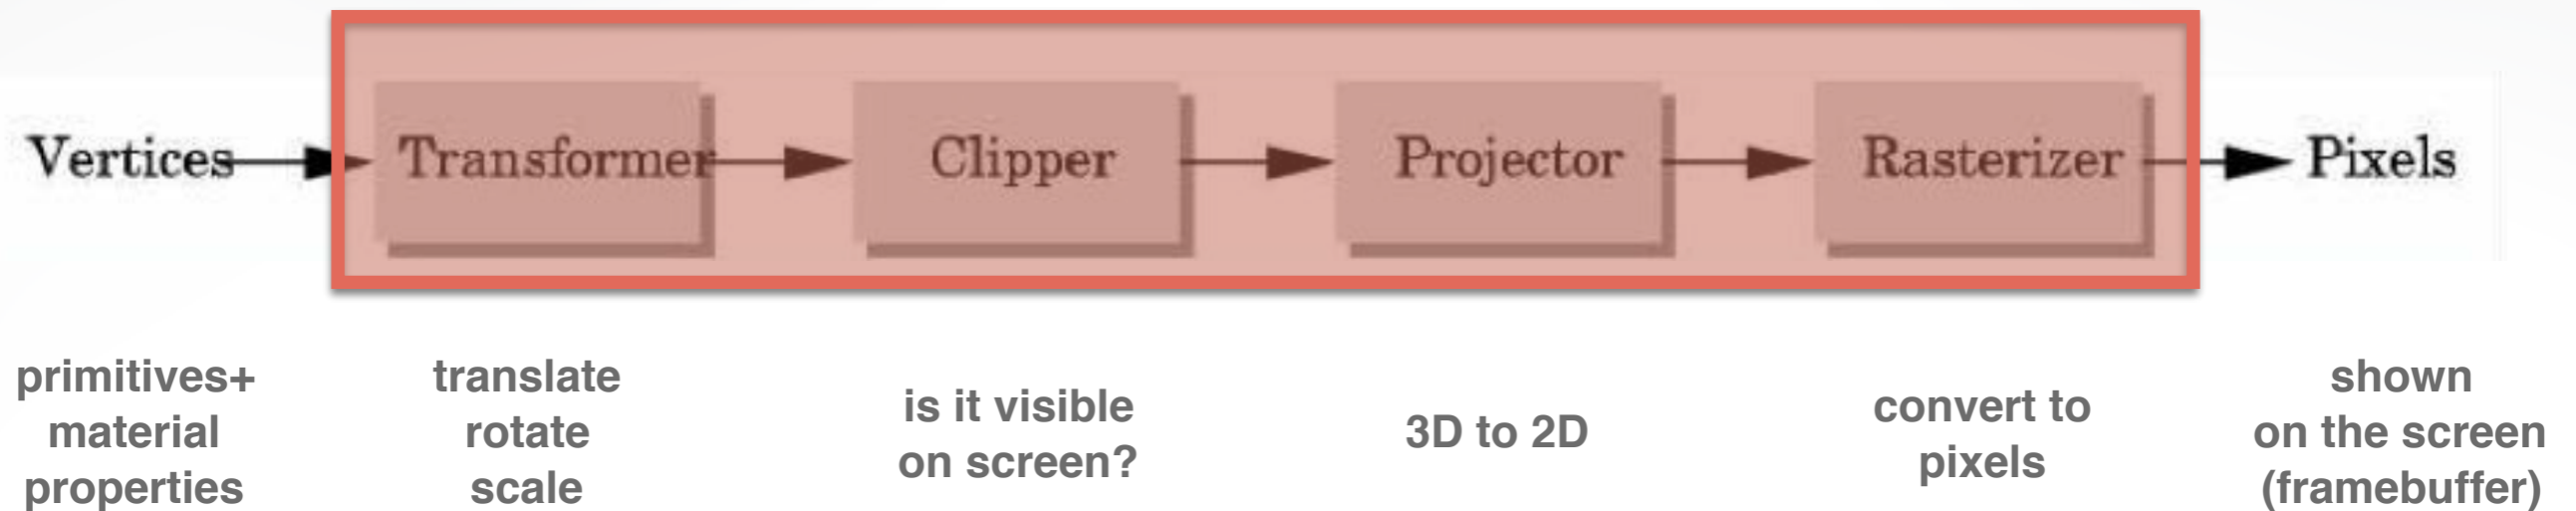 Vertices
Transformer
Clipper
Projector
Rasterizer
Pixels
primitives+
material
properties
translate
rotate
scale
is it visible
on screen?
3D to 2D
convert to
pixels
shown
on the screen
(framebuffer)